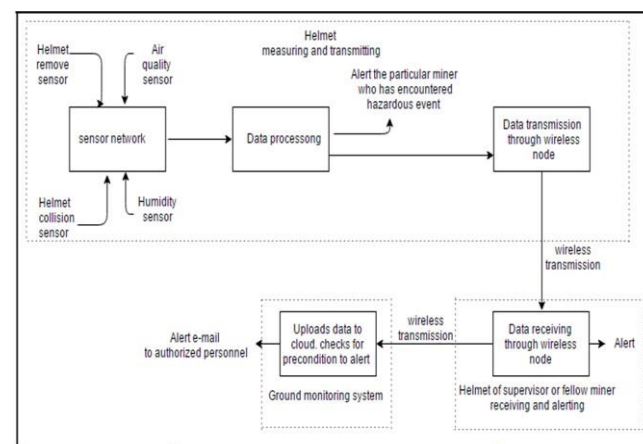 Helmet
measuring and transmitting
Helmet
remove
sensor
Air
quality
sensor
Alert the particular miner
who has encountered
hazardous event
sensor network
Data processong
Data transmission
through wireless
node
Helmet
collision
sensor
Humidity
sensor
wireless
transmission
Alert e-mail
to authorized personnel
Uploads data to
cloud. checks for
precondition to alert
wireless
transmission
Data receiving
through wireless
node
Alert
Ground monitoring system
Helmet of supervisor or fellow miner
receiving and alerting